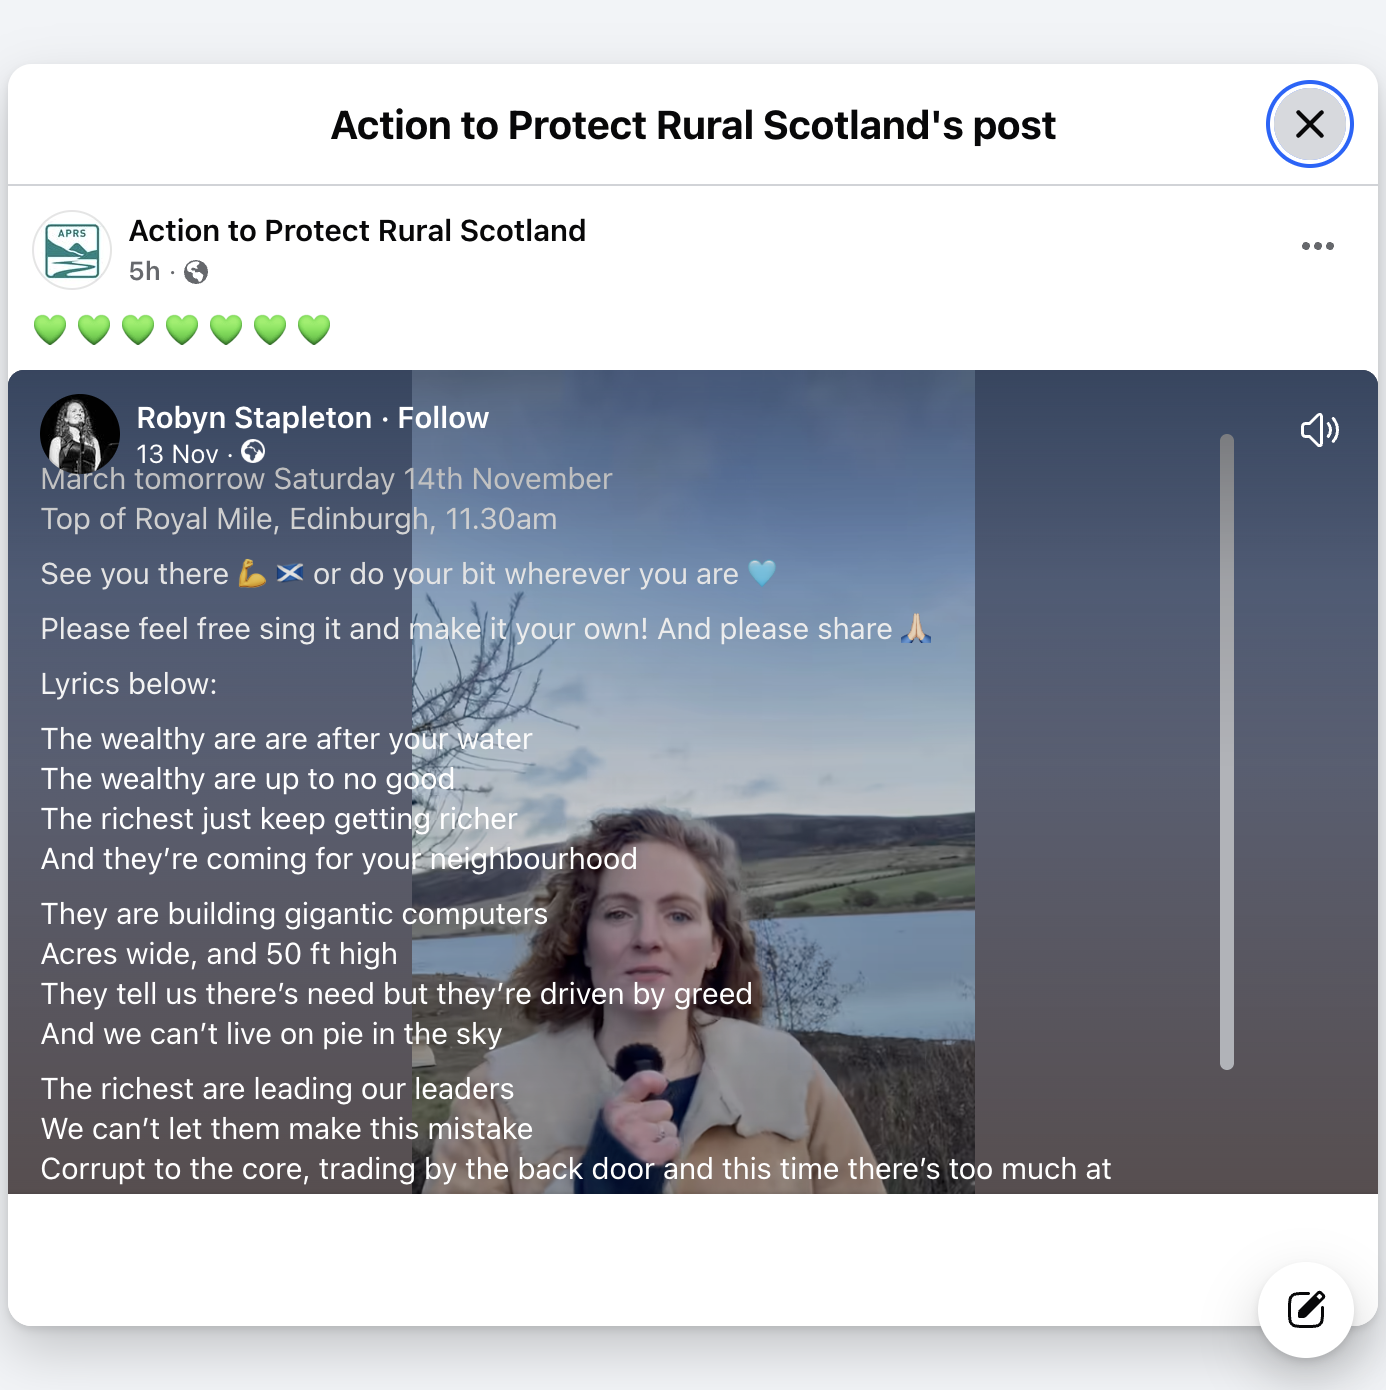 Action to Protect Rural Scotland's post
APRS
Action to Protect Rural Scotland
5h ·
💚 💚 💚 💚 💚 💚 💚
Robyn Stapleton · Follow
13 Nov ·
March tomorrow Saturday 14th November
Top of Royal Mile, Edinburgh, 11.30am
See you there 💪 🏴󠁧󠁢󠁳󠁣󠁴󠁿 or do your bit wherever you are 🩵
Please feel free sing it and make it your own! And please share 🙏🏻
Lyrics below:
The wealthy are are after your water
The wealthy are up to no good
The richest just keep getting richer
And they’re coming for your neighbourhood
They are building gigantic computers
Acres wide, and 50 ft high
They tell us there’s need but they’re driven by greed
And we can’t live on pie in the sky
The richest are leading our leaders
We can’t let them make this mistake
Corrupt to the core, trading by the back door and this time there’s too much at